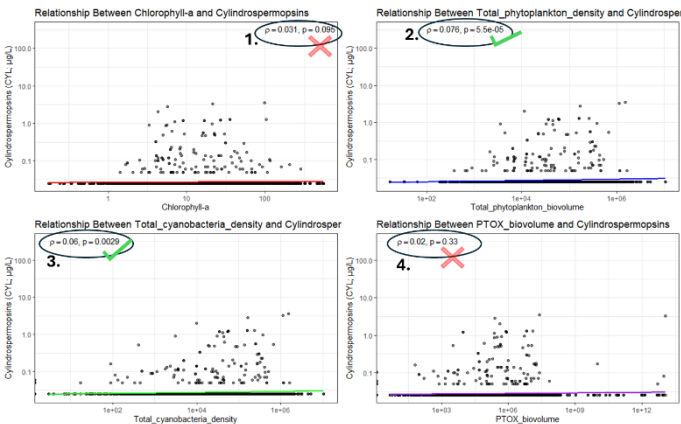 Relationship Between Chlorophyll-a and Cylindrospermopsins
1.
ρ = 0.031, p = 0.095
Cylindrospermopsins (CYL, µg/L)
100.0
10.0
1.0
0.1
1
10
100
Chlorophyll-a
Relationship Between Total_phytoplankton_density and Cylindrosper
2.
ρ = 0.076, p = 5.5e-05
Cylindrospermopsins (CYL, µg/L)
100.0
10.0
1.0
0.1
1e+02
1e+04
1e+06
Total_phytoplankton_biovolume
Relationship Between Total_cyanobacteria_density and Cylindrosper
3.
ρ = 0.06, p = 0.0029
Cylindrospermopsins (CYL, µg/L)
100.0
10.0
1.0
0.1
1e+02
1e+04
1e+06
Total_cyanobacteria_density
Relationship Between PTOX_biovolume and Cylindrospermopsins
4.
ρ = 0.02, p = 0.33
Cylindrospermopsins (CYL, µg/L)
100.0
10.0
1.0
0.1
1e+03
1e+06
1e+09
1e+12
PTOX_biovolume